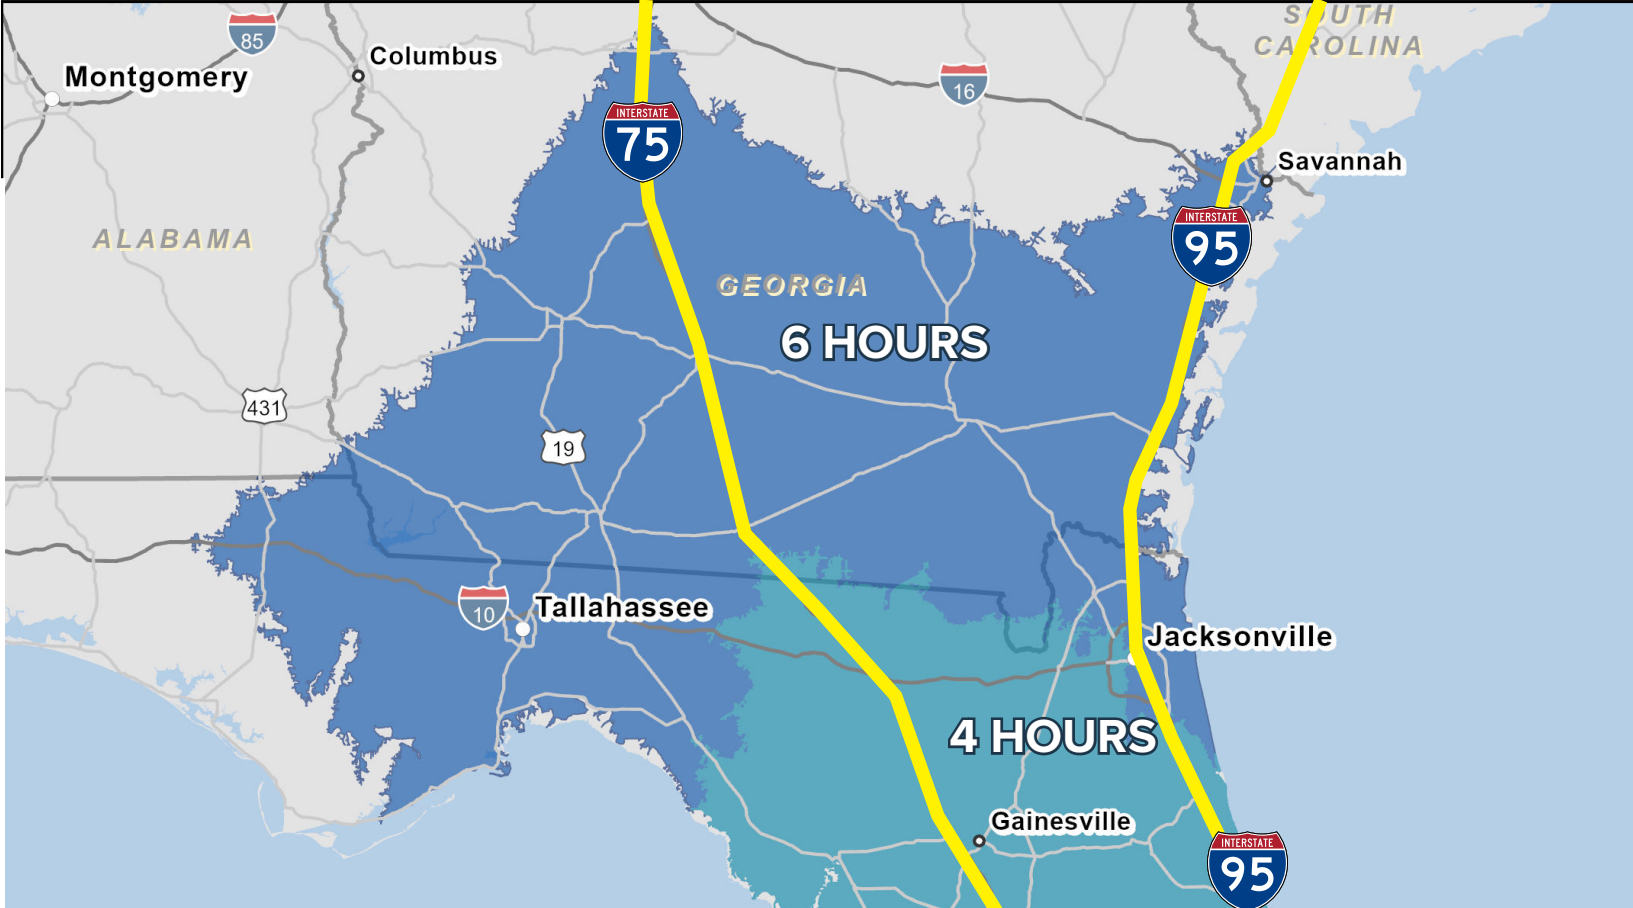 SOUTH
CAROLINA
85
Columbus
Montgomery
16
INTERSTATE
75
Savannah
INTERSTATE
95
ALABAMA
GEORGIA
6 HOURS
431
19
10
Tallahassee
Jacksonville
4 HOURS
Gainesville
INTERSTATE
95